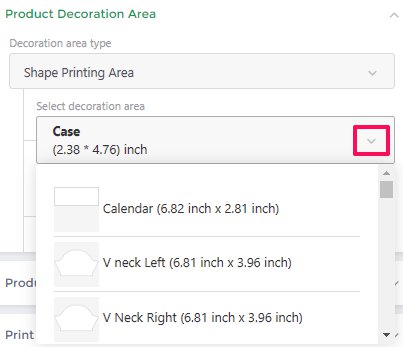 Product Decoration Area
Decoration area type
Shape Printing Area
Select decoration area
Case
(2.38 * 4.76) inch
Calendar (6.82 inch x 2.81 inch)
V neck Left (6.81 inch x 3.96 inch)
Produ
V Neck Right (6.81 inch x 3.96 inch)
Print